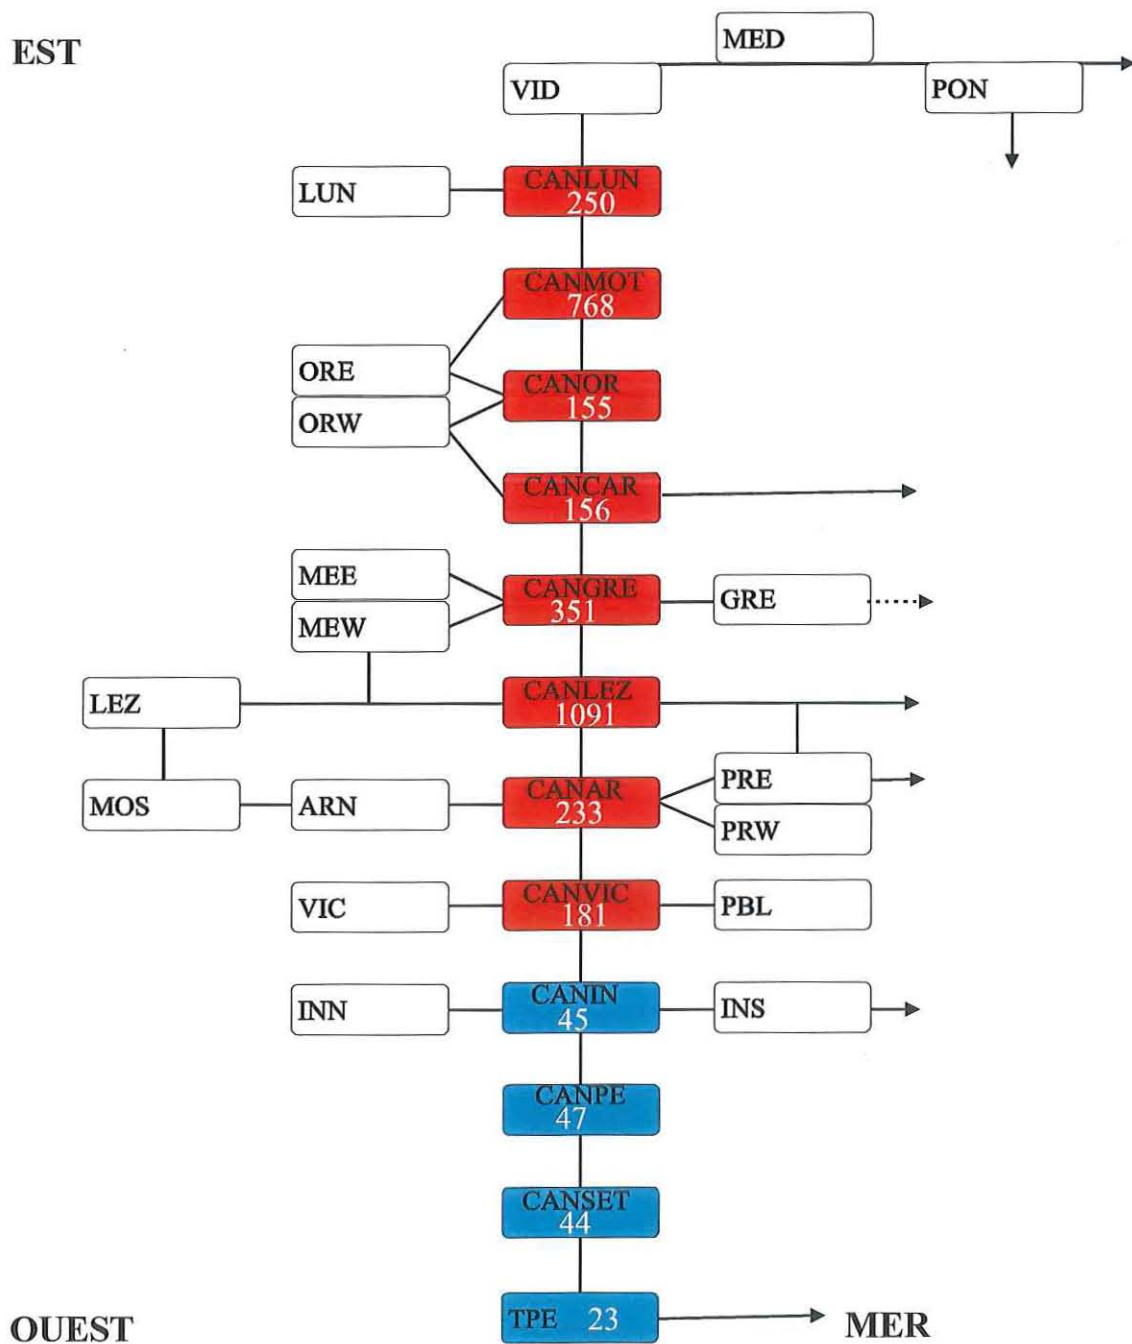 EST
MED
VID
PON
LUN
CANLUN
250
CANMOT
768
ORE
CANOR
155
ORW
CANCAR
156
MEE
CANGRE
351
GRE
MEW
LEZ
CANLEZ
1091
MOS
ARN
CANAR
233
PRE
PRW
VIC
CANVIC
181
PBL
INN
CANIN
45
INS
CANPE
47
CANSET
44
OUEST
TPE 23
MER